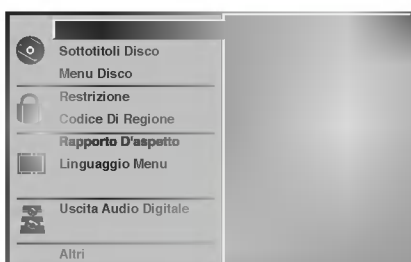 Sottotitoli Disco
Menu Disco
Restrizione
Codice Di Regione
Rapporto D'aspetto
Linguaggio Menu
Uscita Audio Digitale
Altri